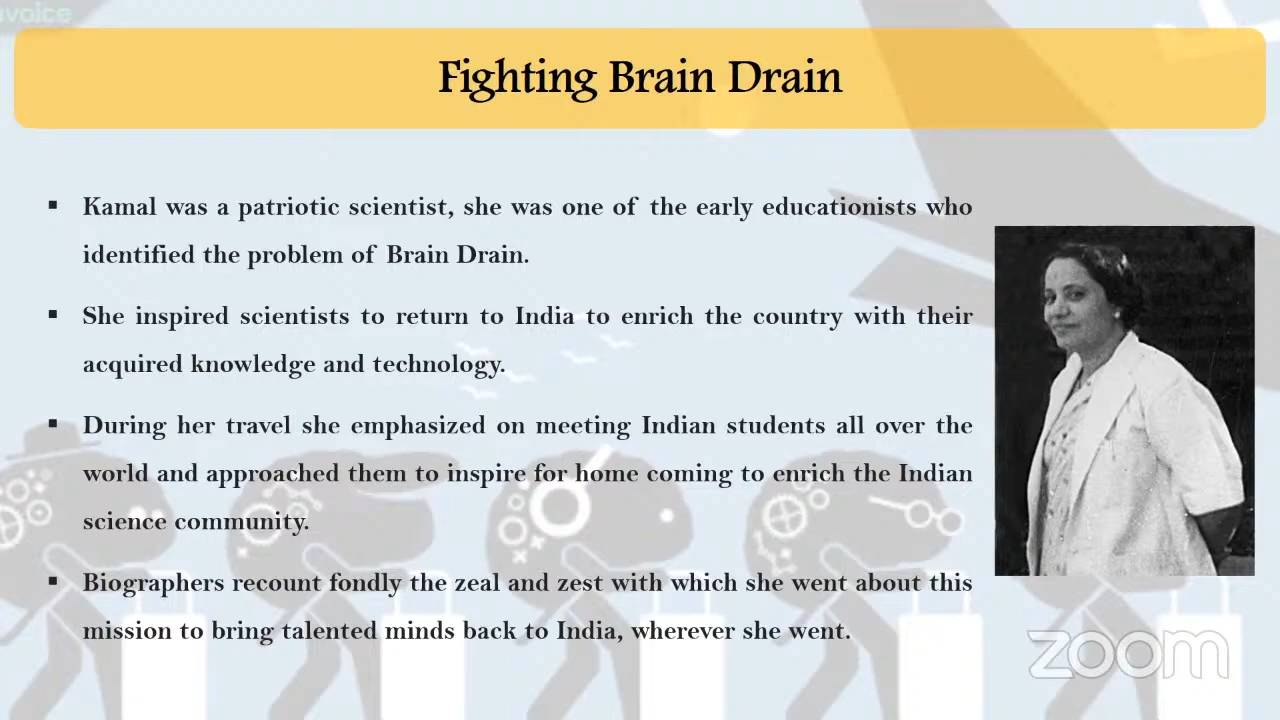 Fighting Brain Drain
▪ Kamal was a patriotic scientist, she was one of the early educationists who
identified the problem of Brain Drain.
▪ She inspired scientists to return to India to enrich the country with their
acquired knowledge and technology.
▪ During her travel she emphasized on meeting Indian students all over the
world and approached them to inspire for home coming to enrich the Indian
science community.
▪ Biographers recount fondly the zeal and zest with which she went about this
mission to bring talented minds back to India, wherever she went.
zoom